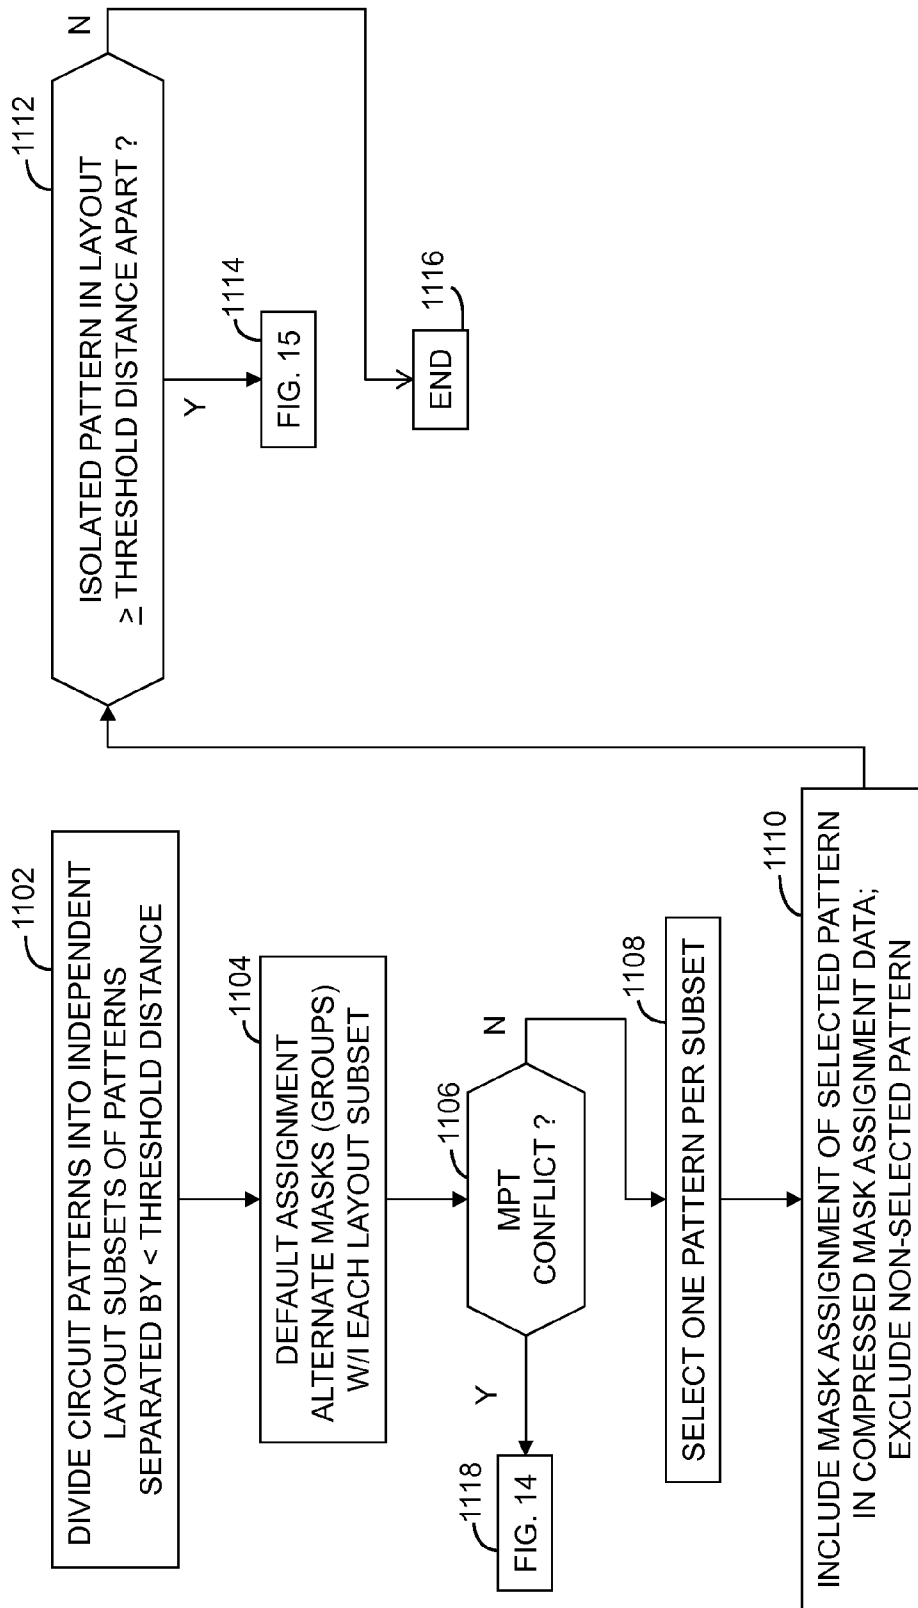 1102
DIVIDE CIRCUIT PATTERNS INTO INDEPENDENT
LAYOUT SUBSETS OF PATTERNS
SEPARATED BY < THRESHOLD DISTANCE
1104
DEFAULT ASSIGNMENT
ALTERNATE MASKS (GROUPS)
W/I EACH LAYOUT SUBSET
1106
MPT
CONFLICT ?
Y
N
1118
FIG. 14
1108
SELECT ONE PATTERN PER SUBSET
1110
INCLUDE MASK ASSIGNMENT OF SELECTED PATTERN
IN COMPRESSED MASK ASSIGNMENT DATA;
EXCLUDE NON-SELECTED PATTERN
1112
ISOLATED PATTERN IN LAYOUT
≥ THRESHOLD DISTANCE APART ?
N
Y
1114
FIG. 15
1116
END